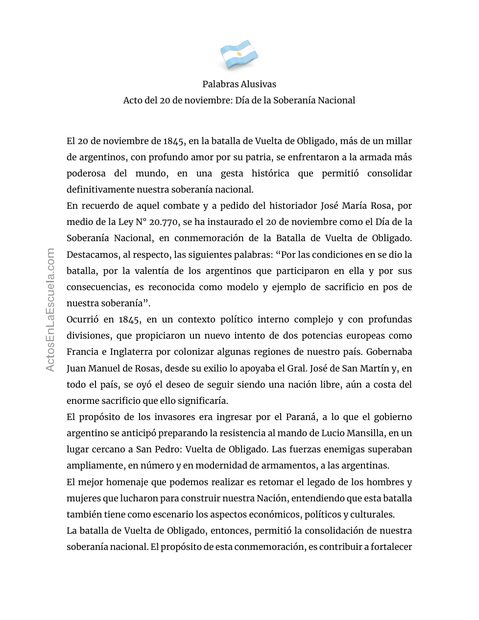 Palabras Alusivas
Acto del 20 de noviembre: Día de la Soberanía Nacional
El 20 de noviembre de 1845, en la batalla de Vuelta de Obligado, más de un millar
de argentinos, con profundo amor por su patria, se enfrentaron a la armada más
poderosa del mundo, en una gesta histórica que permitió consolidar
definitivamente nuestra soberanía nacional.
En recuerdo de aquel combate y a pedido del historiador José María Rosa, por
medio de la Ley N° 20.770, se ha instaurado el 20 de noviembre como el Día de la
Soberanía Nacional, en conmemoración de la Batalla de Vuelta de Obligado.
Destacamos, al respecto, las siguientes palabras: “Por las condiciones en se dio la
batalla, por la valentía de los argentinos que participaron en ella y por sus
consecuencias, es reconocida como modelo y ejemplo de sacrificio en pos de
nuestra soberanía”.
Ocurrió en 1845, en un contexto político interno complejo y con profundas
divisiones, que propiciaron un nuevo intento de dos potencias europeas como
Francia e Inglaterra por colonizar algunas regiones de nuestro país. Gobernaba
Juan Manuel de Rosas, desde su exilio lo apoyaba el Gral. José de San Martín y, en
todo el país, se oyó el deseo de seguir siendo una nación libre, aún a costa del
enorme sacrificio que ello significaría.
El propósito de los invasores era ingresar por el Paraná, a lo que el gobierno
argentino se anticipó preparando la resistencia al mando de Lucio Mansilla, en un
lugar cercano a San Pedro: Vuelta de Obligado. Las fuerzas enemigas superaban
ampliamente, en número y en modernidad de armamentos, a las argentinas.
El mejor homenaje que podemos realizar es retomar el legado de los hombres y
mujeres que lucharon para construir nuestra Nación, entendiendo que esta batalla
también tiene como escenario los aspectos económicos, políticos y culturales.
La batalla de Vuelta de Obligado, entonces, permitió la consolidación de nuestra
soberanía nacional. El propósito de esta conmemoración, es contribuir a fortalecer
ActosEnLaEscuela.com